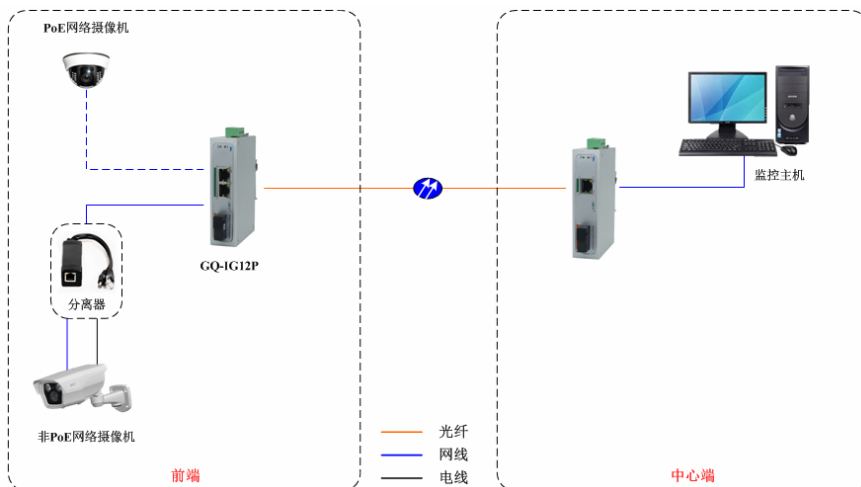 PoE网络摄像机
监控主机
GQ-IG12P
分离器
非PoE网络摄像机
光纤
网线
电线
前端
中心端